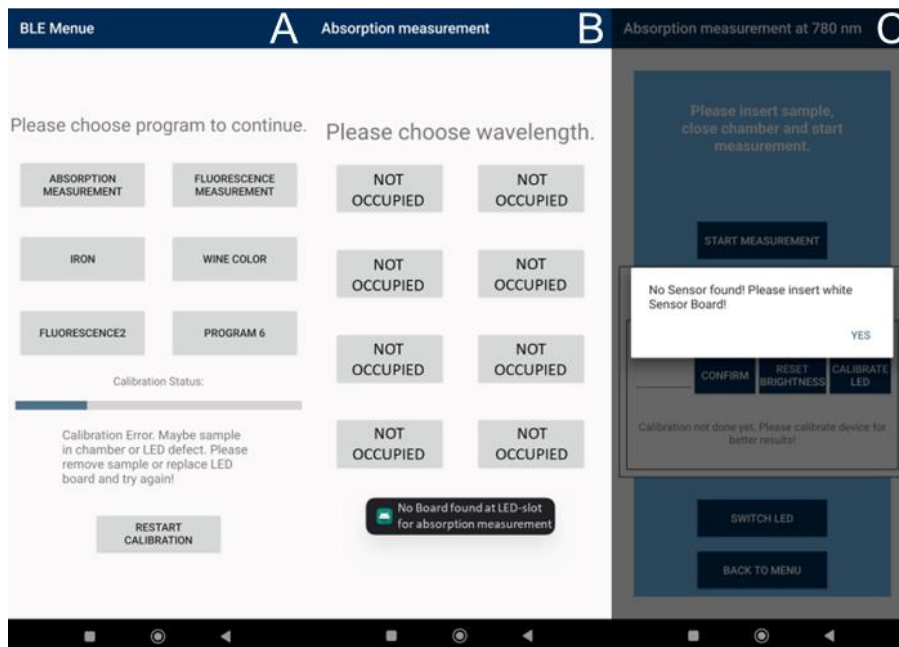 BLE Menue
A
Please choose program to continue.
ABSORPTION
MEASUREMENT
FLUORESCENCE
MEASUREMENT
IRON
WINE COLOR
FLUORESCENCE2
PROGRAM 6
Calibration Status:
Calibration Error. Maybe sample
in chamber or LED defect. Please
remove sample or replace LED
board and try again!
RESTART
CALIBRATION
Absorption measurement
B
Please choose wavelength.
NOT
OCCUPIED
NOT
OCCUPIED
NOT
OCCUPIED
NOT
OCCUPIED
NOT
OCCUPIED
NOT
OCCUPIED
NOT
OCCUPIED
NOT
OCCUPIED
No Board found at LED-slot
for absorption measurement
Absorption measurement at 780 nm
C
Please insert sample,
close chamber and start
measurement.
START MEASUREMENT
No Sensor found! Please insert white
Sensor Board!
YES
CONFIRM
RESET
BRIGHTNESS
CALIBRATE
LED
Calibration not done yet. Please calibrate device for
better results!
SWITCH LED
BACK TO MENU